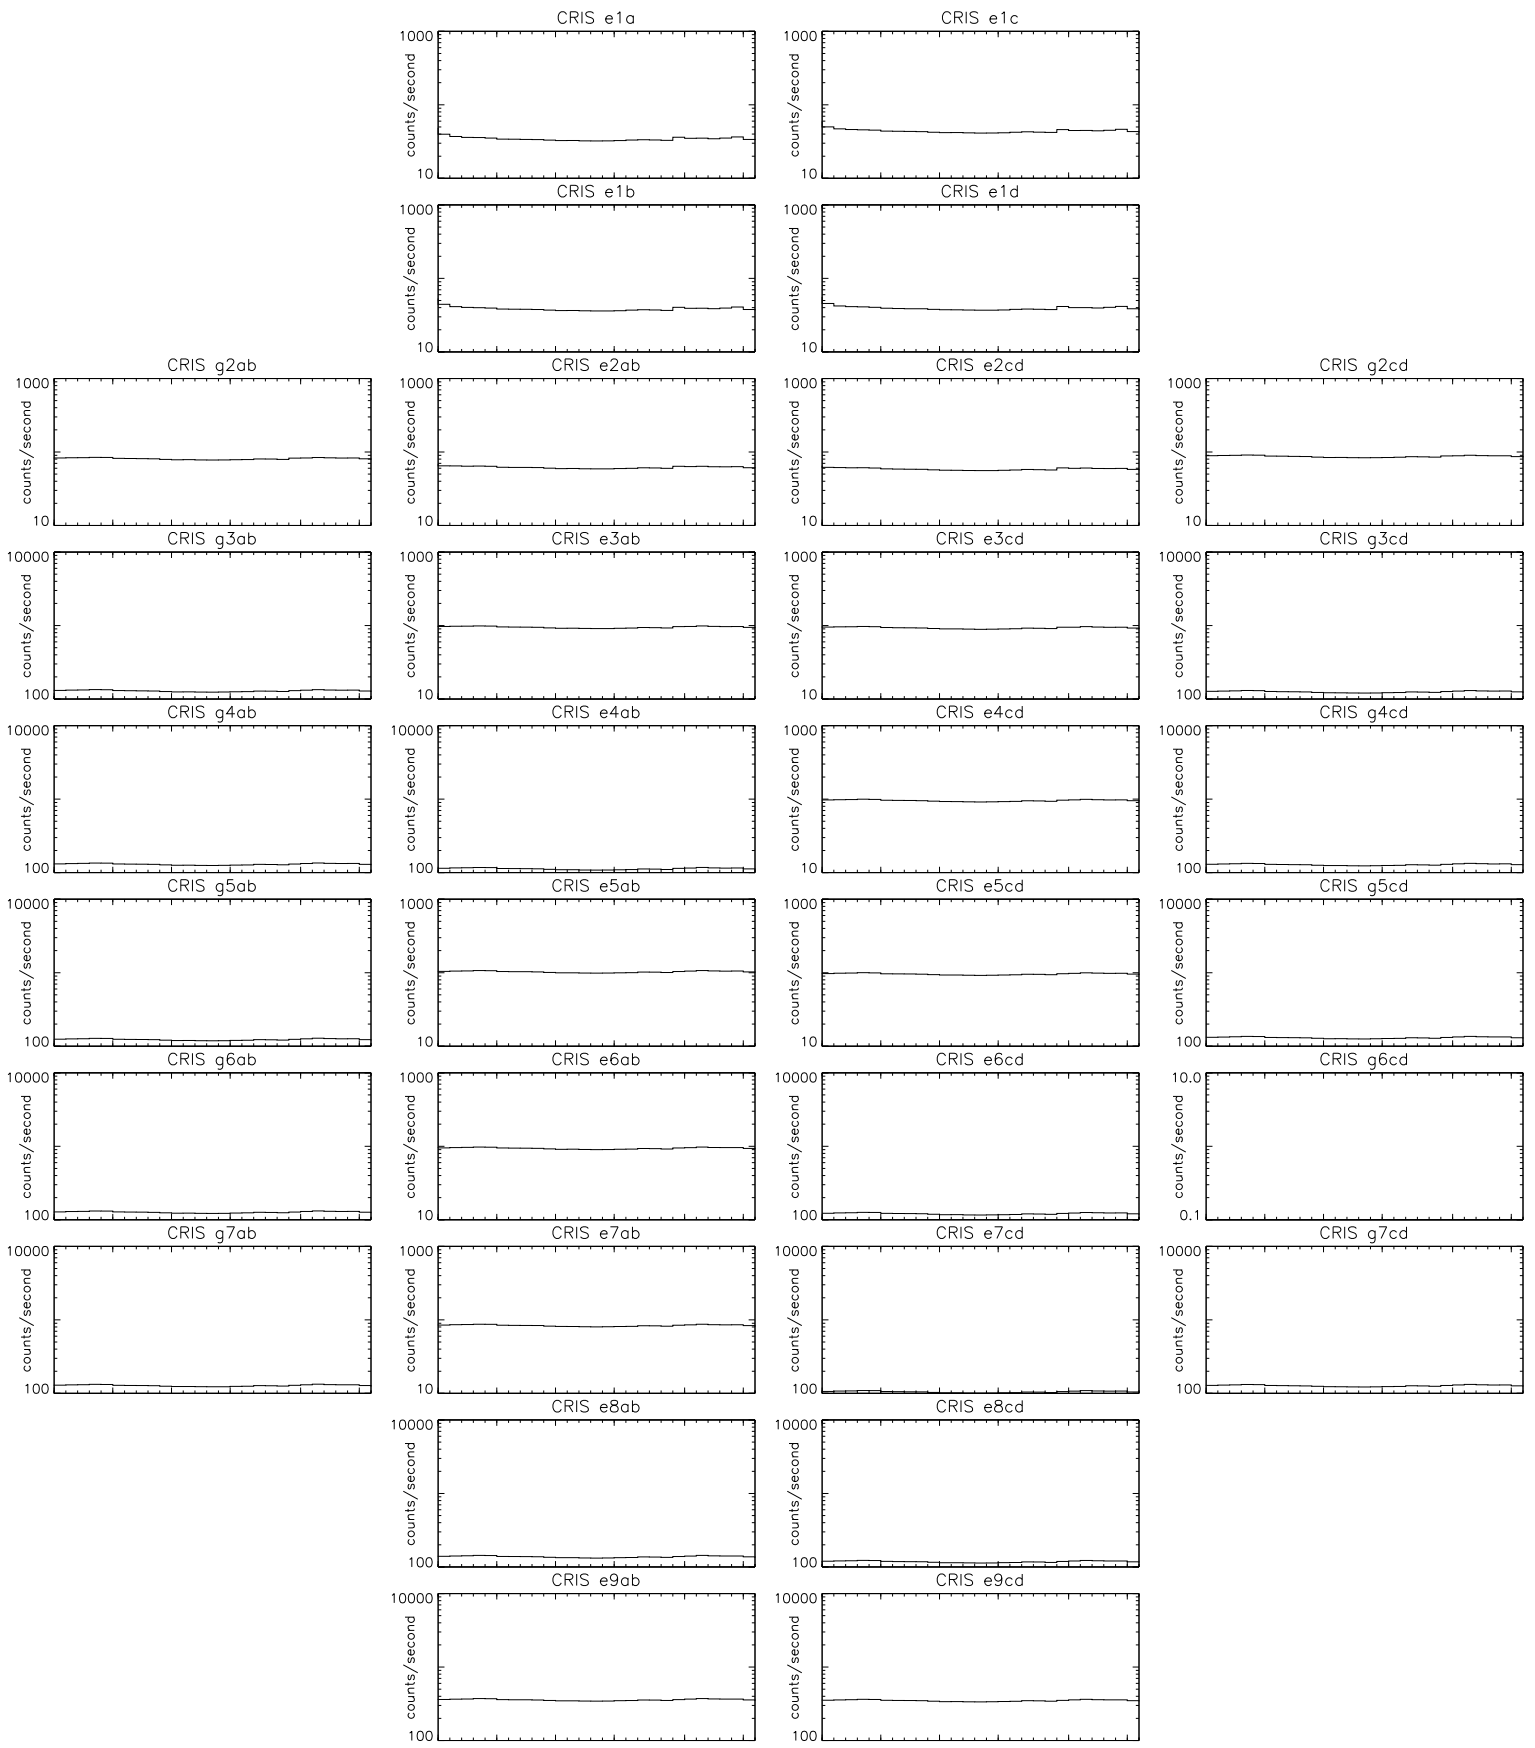 CRIS e1a
1000
counts/second
10
CRIS e1c
1000
counts/second
10
CRIS e1b
1000
counts/second
10
CRIS e1d
1000
counts/second
10
CRIS g2ab
1000
counts/second
10
CRIS e2ab
1000
counts/second
10
CRIS e2cd
1000
counts/second
10
CRIS g2cd
1000
counts/second
10
CRIS g3ab
10000
counts/second
100
CRIS e3ab
1000
counts/second
10
CRIS e3cd
1000
counts/second
10
CRIS g3cd
10000
counts/second
100
CRIS g4ab
10000
counts/second
100
CRIS e4ab
10000
counts/second
100
CRIS e4cd
1000
counts/second
10
CRIS g4cd
10000
counts/second
100
CRIS g5ab
10000
counts/second
100
CRIS e5ab
1000
counts/second
10
CRIS e5cd
1000
counts/second
10
CRIS g5cd
10000
counts/second
100
CRIS g6ab
10000
counts/second
100
CRIS e6ab
1000
counts/second
10
CRIS e6cd
10000
counts/second
100
CRIS g6cd
10.0
counts/second
0.1
CRIS g7ab
10000
counts/second
100
CRIS e7ab
1000
counts/second
10
CRIS e7cd
10000
counts/second
100
CRIS g7cd
10000
counts/second
100
CRIS e8ab
10000
counts/second
100
CRIS e8cd
10000
counts/second
100
CRIS e9ab
10000
counts/second
100
CRIS e9cd
10000
counts/second
100